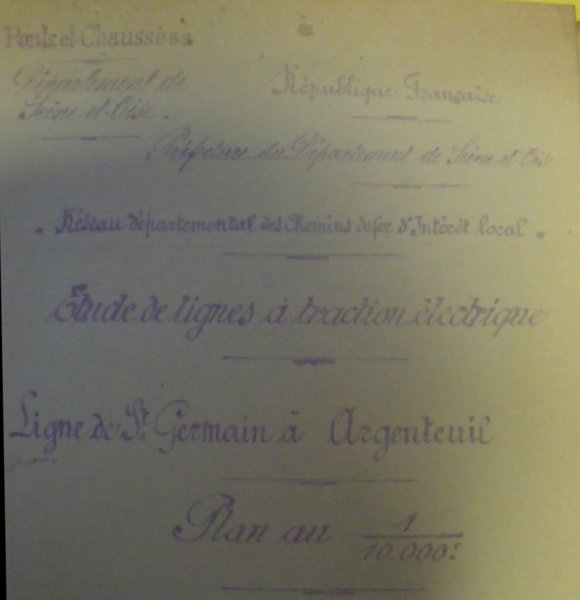 Ponts et Chaussées
Département de
Seine-et-Oise.
République Française
Préfecture du Département de Seine et Oise
Réseau départemental des Chemins de fer d'Intérêt local.
Etude de lignes à traction électrique
Ligne de St Germain à Argenteuil
Plan au 1/10.000e